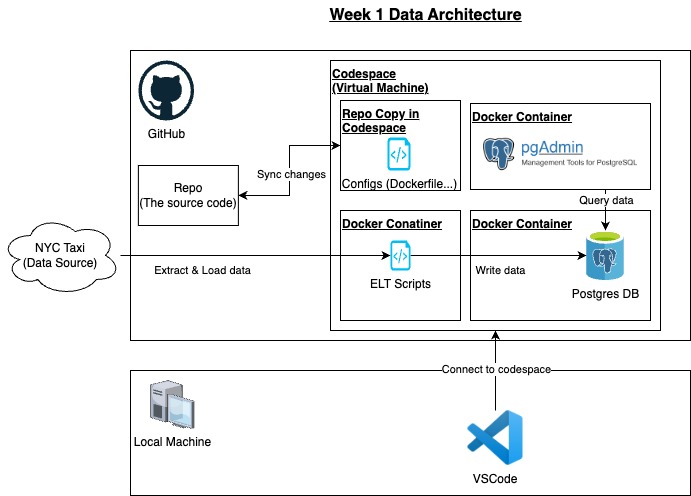 Week 1 Data Architecture
GitHub
Codespace
(Virtual Machine)
Repo Copy in
Codespace
Configs (Dockerfile...)
Docker Container
pgAdmin
Management Tools for PostgreSQL
Sync changes
Repo
(The source code)
Query data
NYC Taxi
(Data Source)
Extract & Load data
Docker Conatiner
ELT Scripts
Write data
Docker Container
Postgres DB
Connect to codespace
Local Machine
VSCode